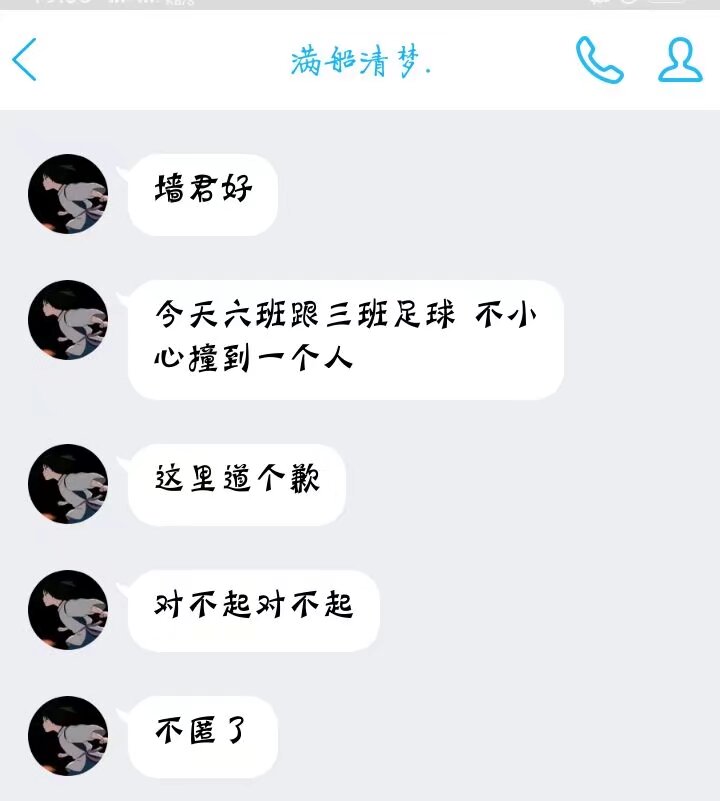 满船清梦.
墙君好
今天六班跟三班足球 不小
心撞到一个人
这里道个歉
对不起对不起
不匿了